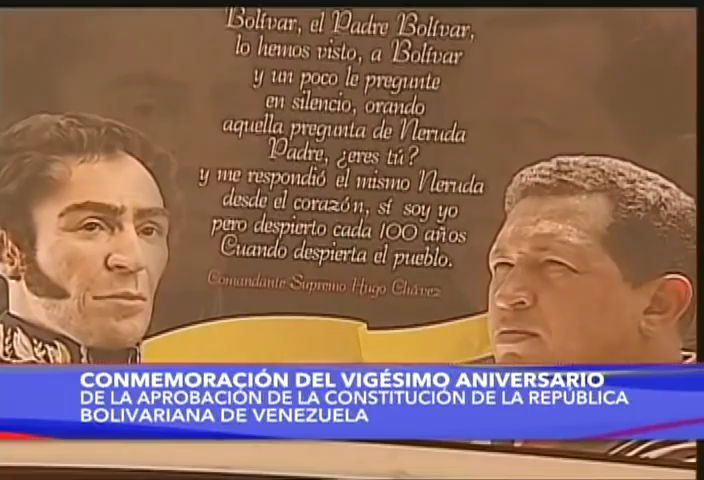 Bolívar, el Padre Bolívar,
lo hemos visto, a Bolívar
y un poco le pregunte
en silencio, orando
aquella pregunta de Neruda
Padre, ¿eres tú?
y me respondió el mismo Neruda
desde el corazón, sí soy yo
pero despierto cada 100 años
Cuando despierta el pueblo.
Comandante Supremo Hugo Chávez
CONMEMORACIÓN DEL VIGÉSIMO ANIVERSARIO
DE LA APROBACIÓN DE LA CONSTITUCIÓN DE LA REPÚBLICA
BOLIVARIANA DE VENEZUELA